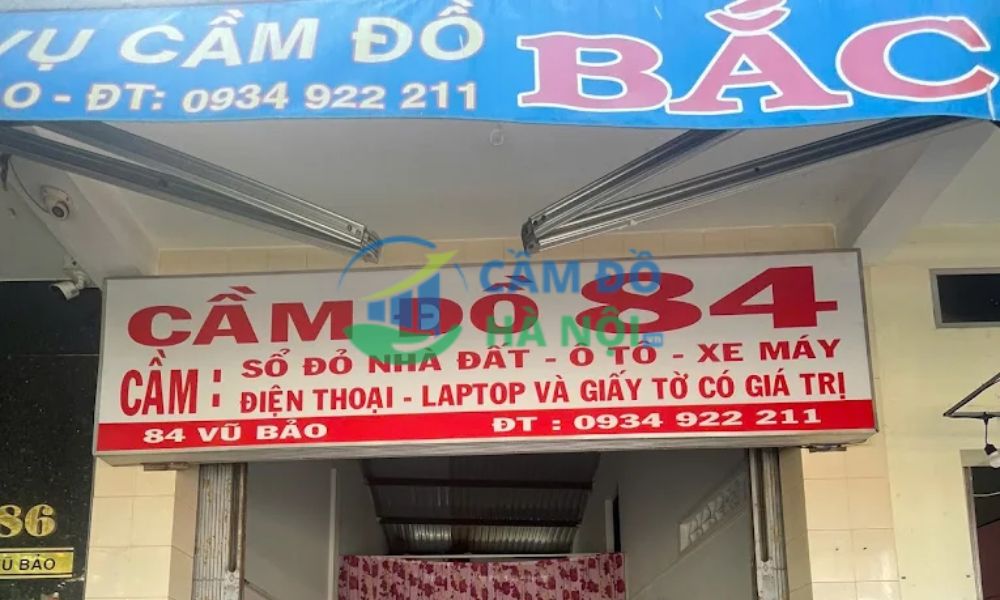 VỤ CẦM ĐỒ
O - ĐT: 0934 922 211
BẮC
CẦM ĐỒ 84
CẦM ĐỒ
HÀ NỘI
CẦM : SỔ ĐỎ NHÀ ĐẤT - Ô TÔ - XE MÁY
ĐIỆN THOẠI - LAPTOP VÀ GIẤY TỜ CÓ GIÁ TRỊ
84 VŨ BẢO ĐT : 0934 922 211
86
Ũ BẢO